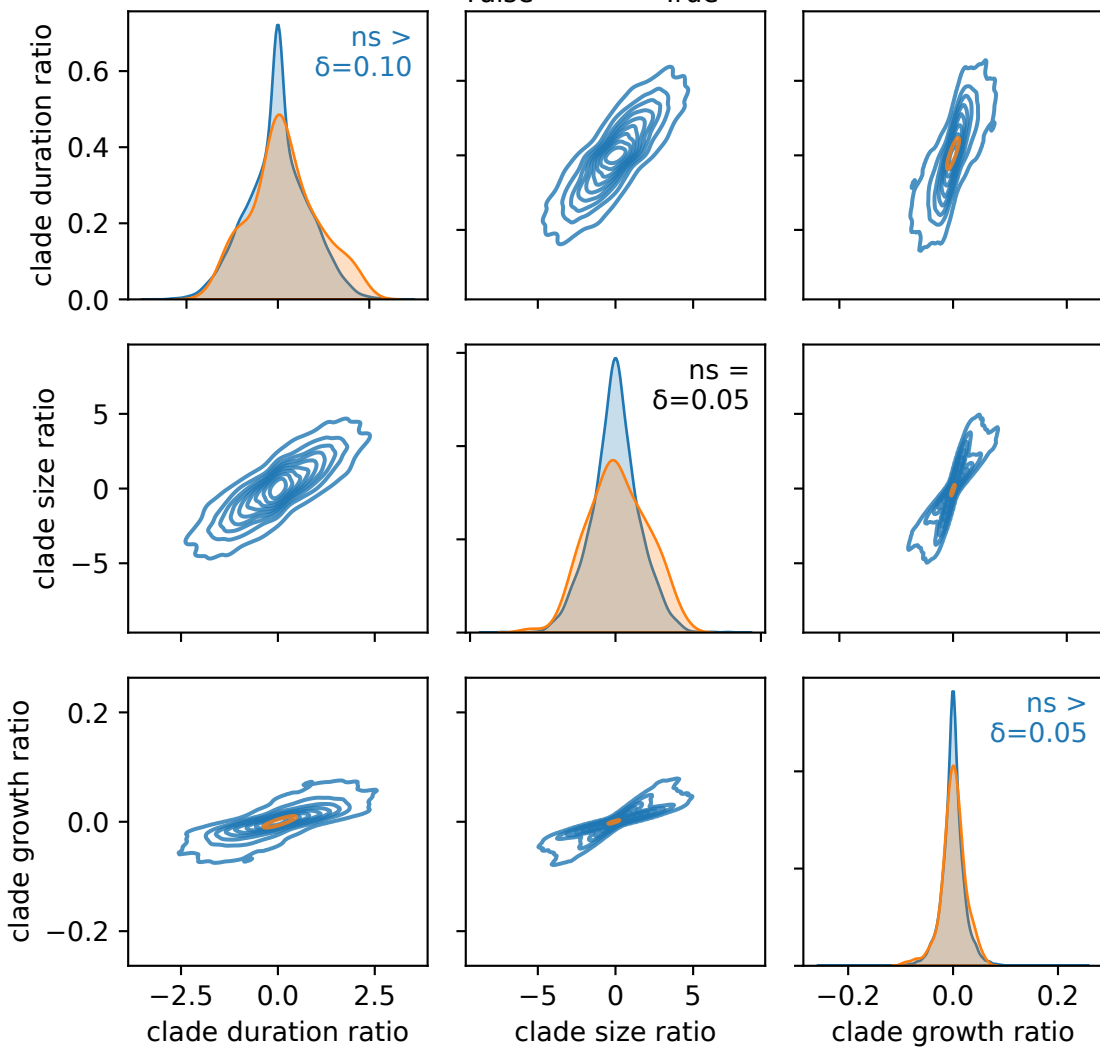 clade duration ratio
0.6
0.4
0.2
0.0
ns >
δ=0.10
clade size ratio
5
0
−5
ns =
δ=0.05
clade growth ratio
0.2
0.0
−0.2
ns >
δ=0.05
−2.5 0.0 2.5
clade duration ratio
−5 0 5
clade size ratio
−0.2 0.0 0.2
clade growth ratio